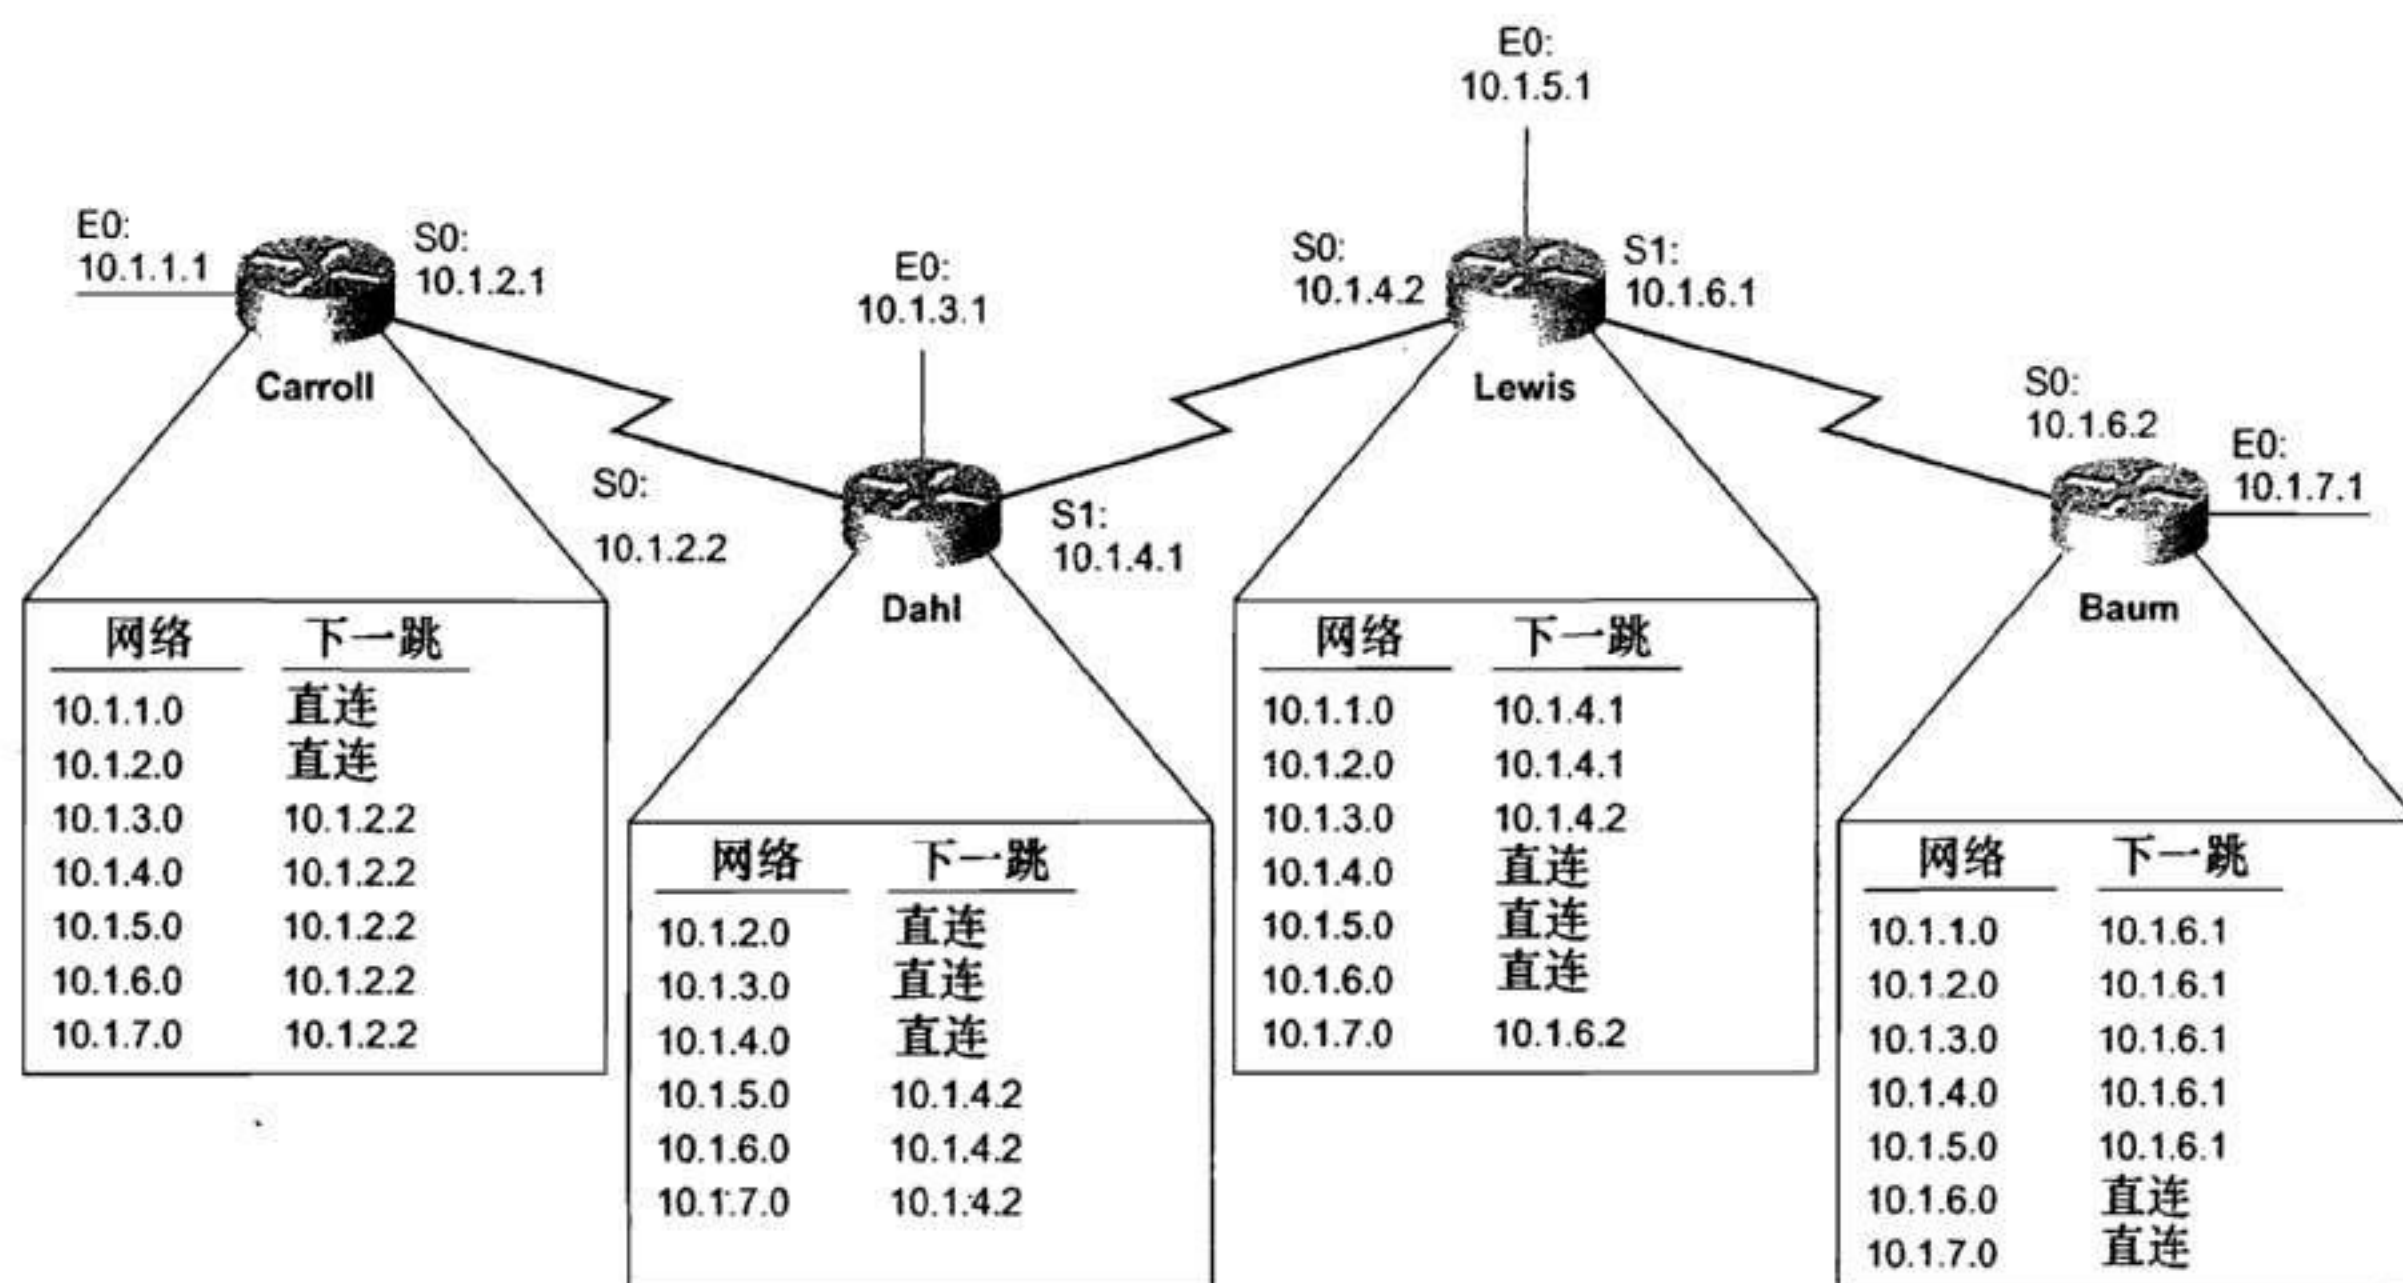 E0:
10.1.5.1
E0:
10.1.1.1
S0:
10.1.2.1
E0:
10.1.3.1
S0:
10.1.4.2
S1:
10.1.6.1
Carroll
Lewis
S0:
10.1.6.2
E0:
10.1.7.1
S0:
10.1.2.2
S1:
10.1.4.1
Dahl
Baum
网络 下一跳
10.1.1.0 直连
10.1.2.0 直连
10.1.3.0 10.1.2.2
10.1.4.0 10.1.2.2
10.1.5.0 10.1.2.2
10.1.6.0 10.1.2.2
10.1.7.0 10.1.2.2
网络 下一跳
10.1.2.0 直连
10.1.3.0 直连
10.1.4.0 直连
10.1.5.0 10.1.4.2
10.1.6.0 10.1.4.2
10.1.7.0 10.1.4.2
网络 下一跳
10.1.1.0 10.1.4.1
10.1.2.0 10.1.4.1
10.1.3.0 10.1.4.2
10.1.4.0 直连
10.1.5.0 直连
10.1.6.0 直连
10.1.7.0 10.1.6.2
网络 下一跳
10.1.1.0 10.1.6.1
10.1.2.0 10.1.6.1
10.1.3.0 10.1.6.1
10.1.4.0 10.1.6.1
10.1.5.0 10.1.6.1
10.1.6.0 直连
10.1.7.0 直连